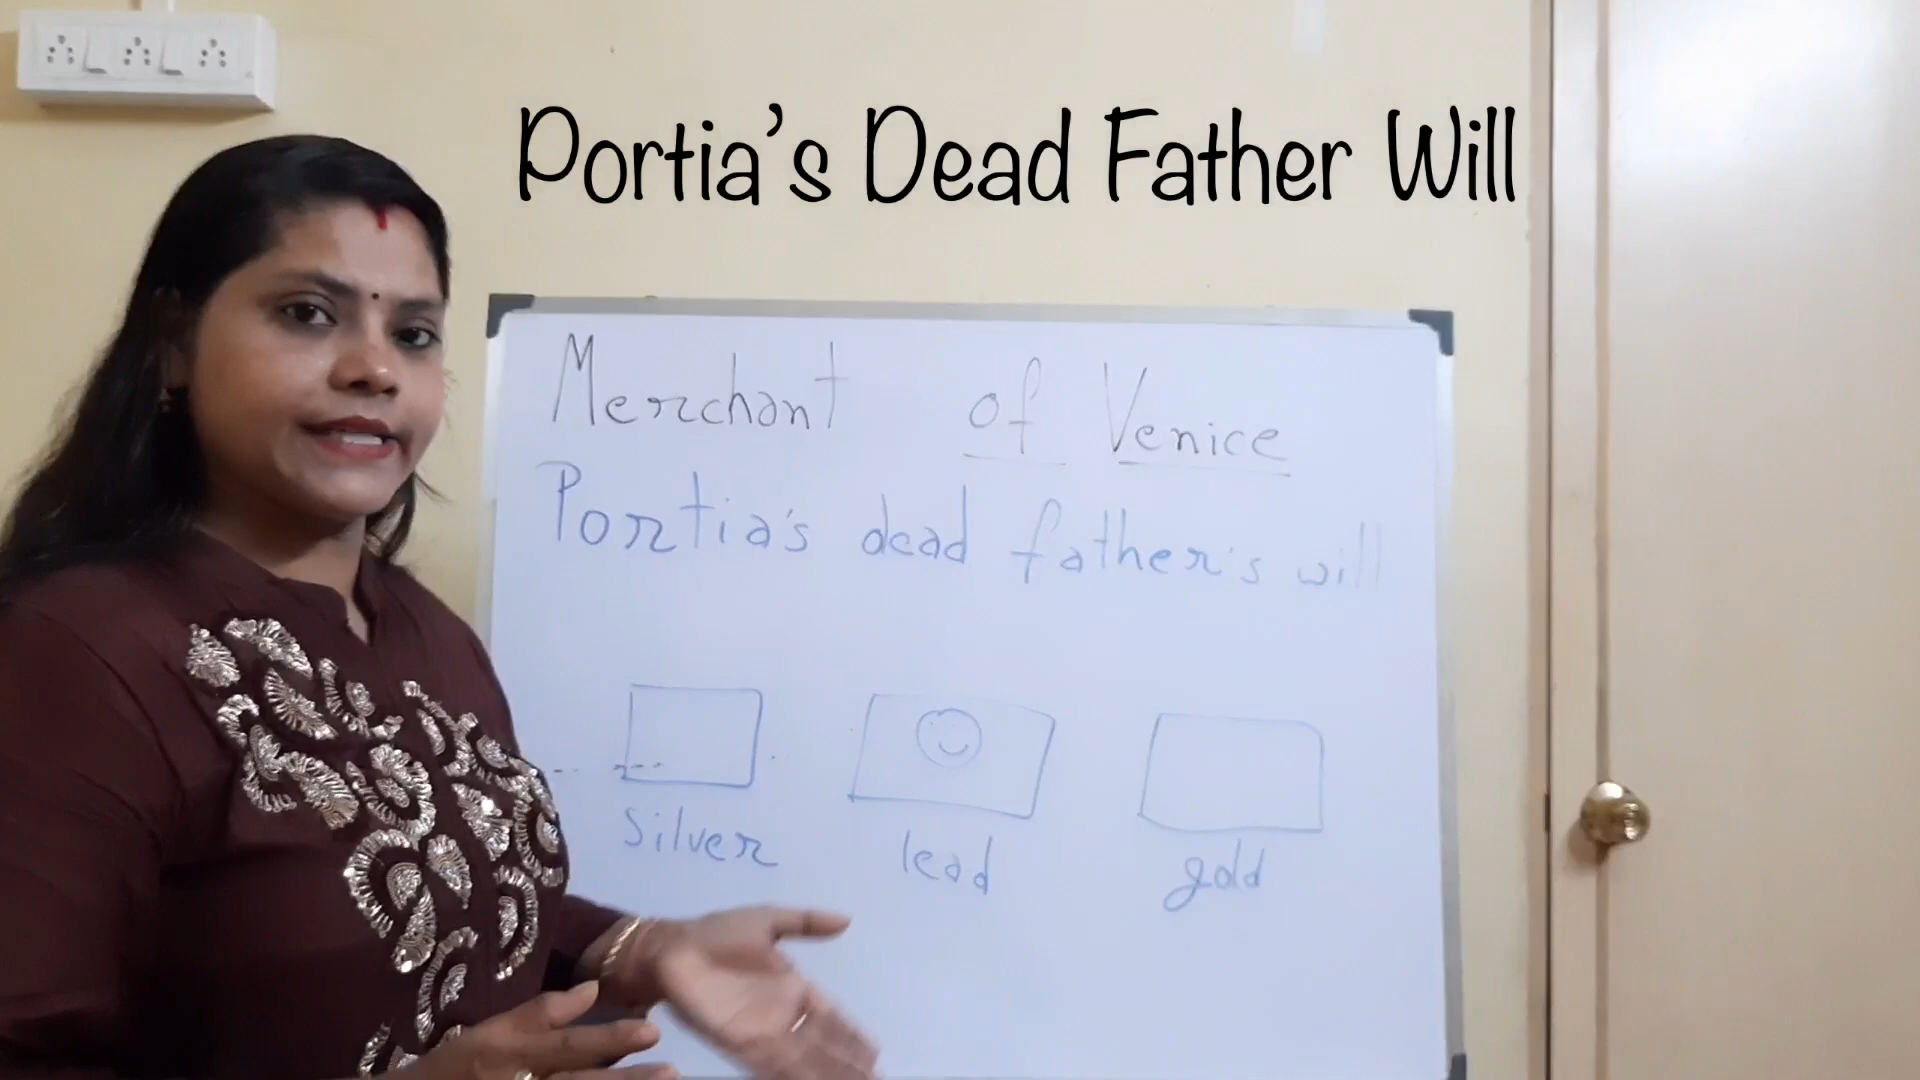 Portia's Dead Father Will
Merchant of Venice
Portia's dead father's will
Silver lead gold